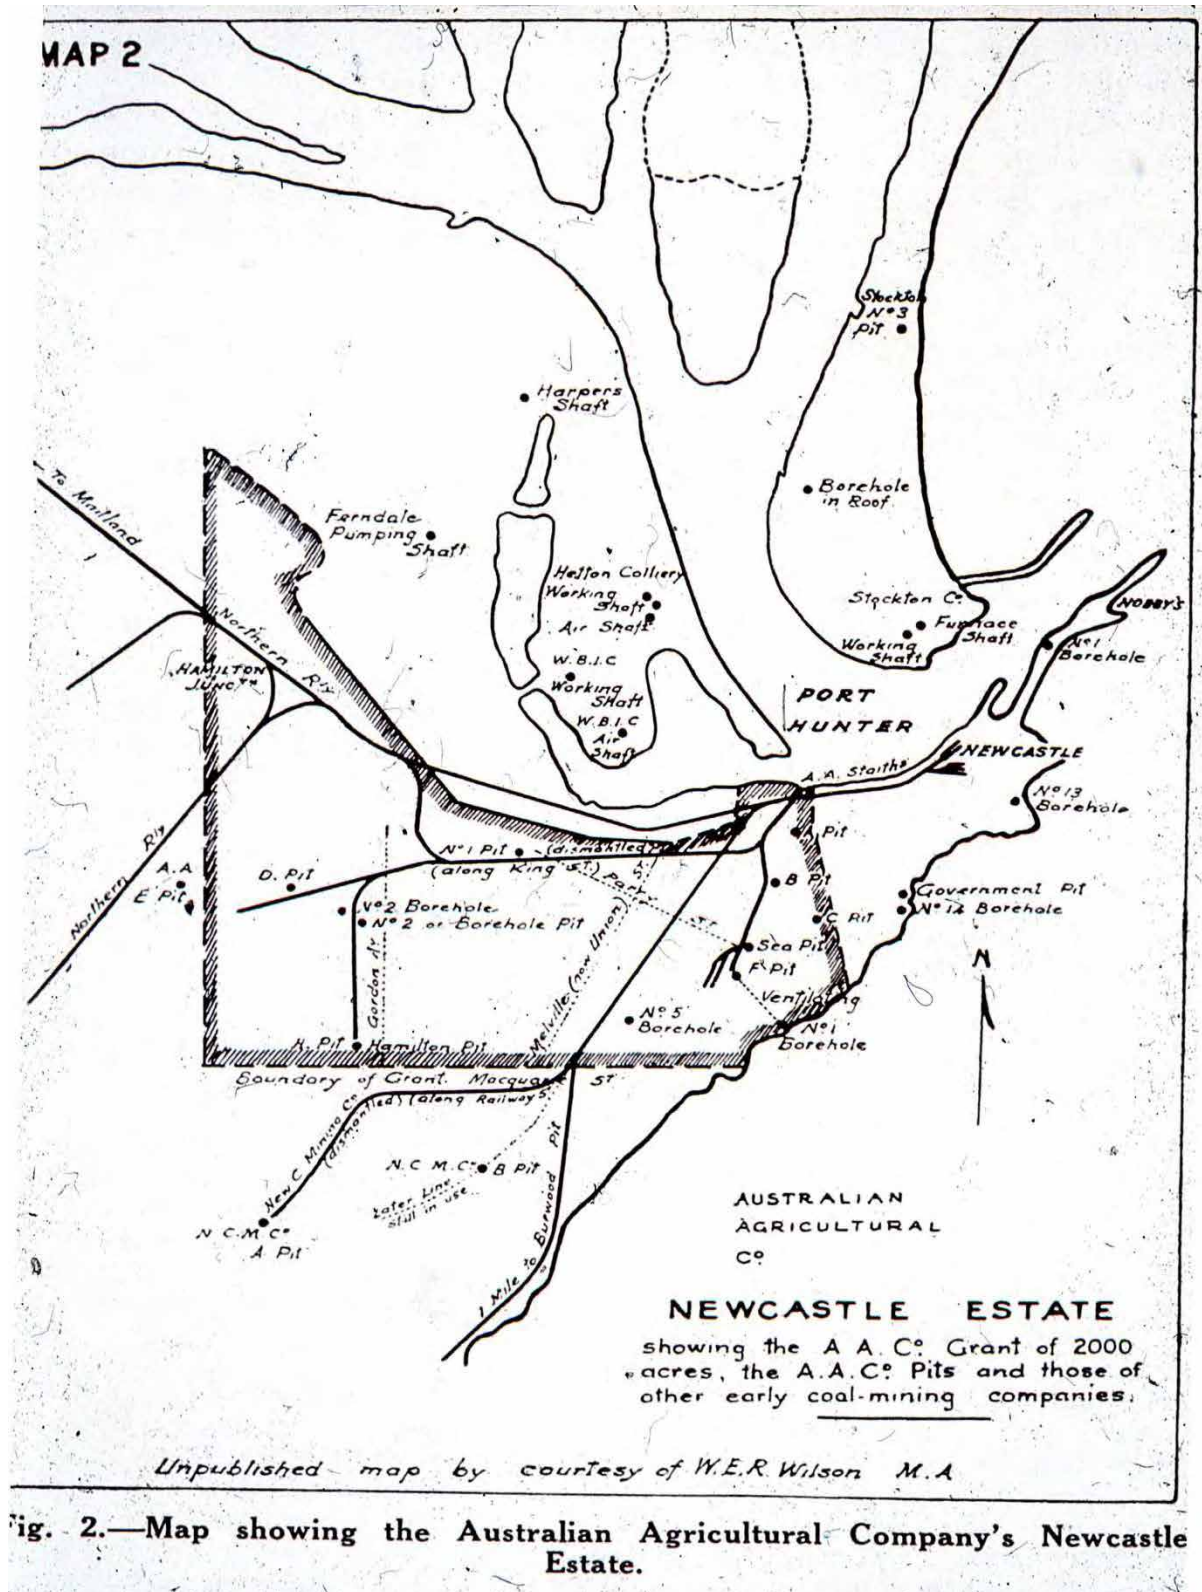 MAP 2
Stockton
Nº 3
Pit
Harpers
Shaft
To Maitland
Borehole
in Roof
Ferndale
Pumping
Shaft
Hetton Colliery
Working
Shaft
Air Shaft
Stockton Cº
Furnace
Shaft
Working
Shaft
NOBBY'S
Nº 1
Borehole
Northern
Rly
HAMILTON
JUNCTN
W.B.I.C
Working
Shaft
W.B.I.C
Air
Shaft
PORT
HUNTER
NEWCASTLE
A.A. Staiths
Nº 13
Borehole
Northern Rly
A.A
E Pit
D. Pit
Nº 1 Pit
(dismantled)
(along King St.)
Park St
Pit
B Pit
C Pit
Government Pit
Nº 12 Borehole
Nº 2 Borehole
Nº 2 or Borehole Pit
Gordon Av
Melville (now Union) St.
Sea Pit
F Pit
Ventilating
Nº 1
Borehole
Nº 5
Borehole
N
H. Pit
Hamilton Pit
Boundary of Grant. Macquarie St
New C Mining Cº
(dismantled) (along Railway S.
N.C.M.Cº B Pit
Later Line
still in use
N.C.M.Cº
A Pit
1 Mile to Burwood Pit
AUSTRALIAN
AGRICULTURAL
Cº
NEWCASTLE ESTATE
showing the A A. Cº Grant of 2000
acres, the A.A.Cº Pits and those of
other early coal-mining companies.
Unpublished map by courtesy of W.E.R. Wilson M.A
ig. 2.—Map showing the Australian Agricultural Company's Newcastle
Estate.